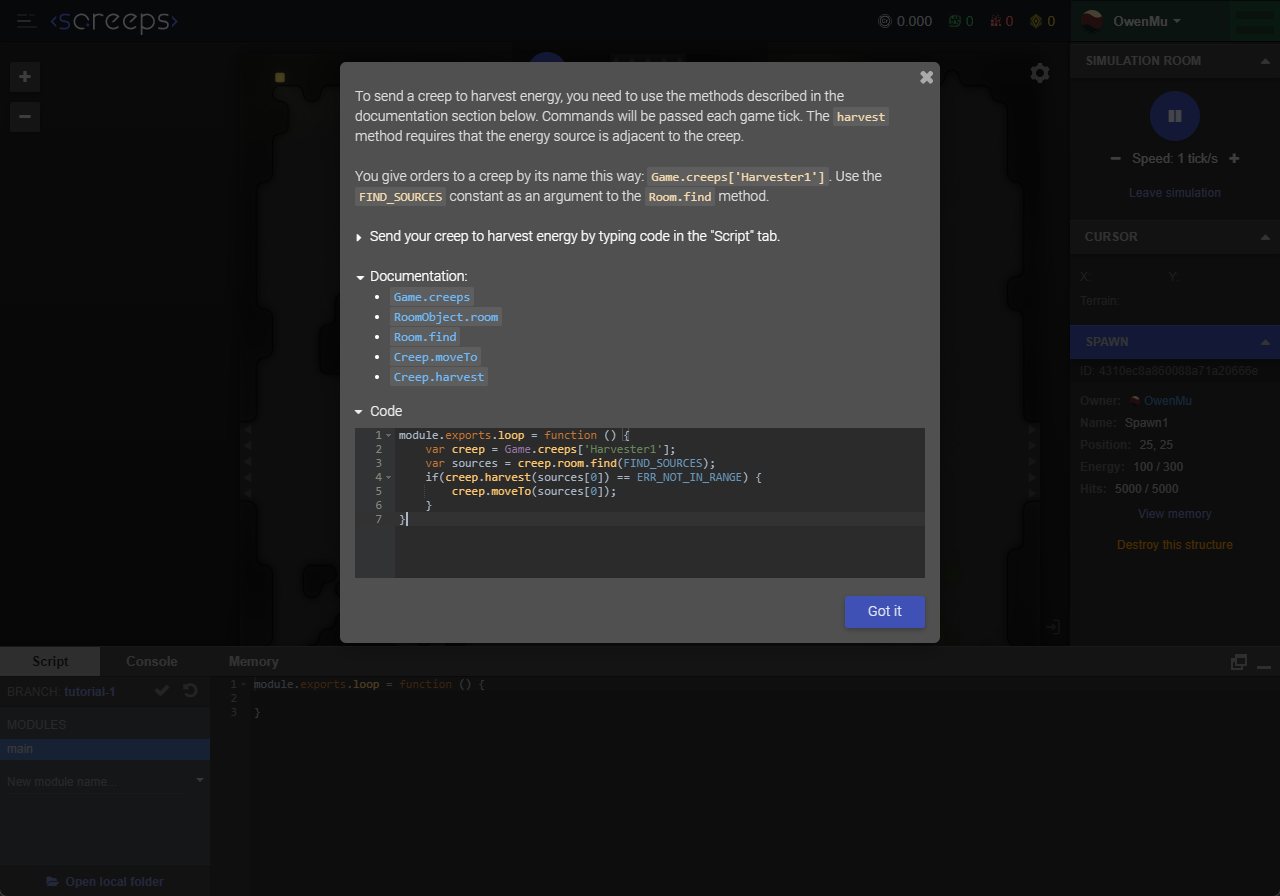 <screeps>
0.000
0
0
0
OwenMu
To send a creep to harvest energy, you need to use the methods described in the
documentation section below. Commands will be passed each game tick. The harvest
method requires that the energy source is adjacent to the creep.
You give orders to a creep by its name this way: Game.creeps['Harvester1']. Use the
FIND_SOURCES constant as an argument to the Room.find method.
Send your creep to harvest energy by typing code in the "Script" tab.
Documentation:
Game.creeps
RoomObject.room
Room.find
Creep.moveTo
Creep.harvest
Code
1 module.exports.loop = function () {
2 var creep = Game.creeps['Harvester1'];
3 var sources = creep.room.find(FIND_SOURCES);
4 if(creep.harvest(sources[0]) == ERR_NOT_IN_RANGE) {
5 creep.moveTo(sources[0]);
6 }
7 }
Got it
SIMULATION ROOM
Speed: 1 tick/s
Leave simulation
CURSOR
X: Y:
Terrain:
SPAWN
ID: 4310ec8a860088a71a20666e
Owner: OwenMu
Name: Spawn1
Position: 25, 25
Energy: 100 / 300
Hits: 5000 / 5000
View memory
Destroy this structure
Script Console Memory
BRANCH: tutorial-1
MODULES
main
New module name...
Open local folder
1 module.exports.loop = function () {
2
3 }